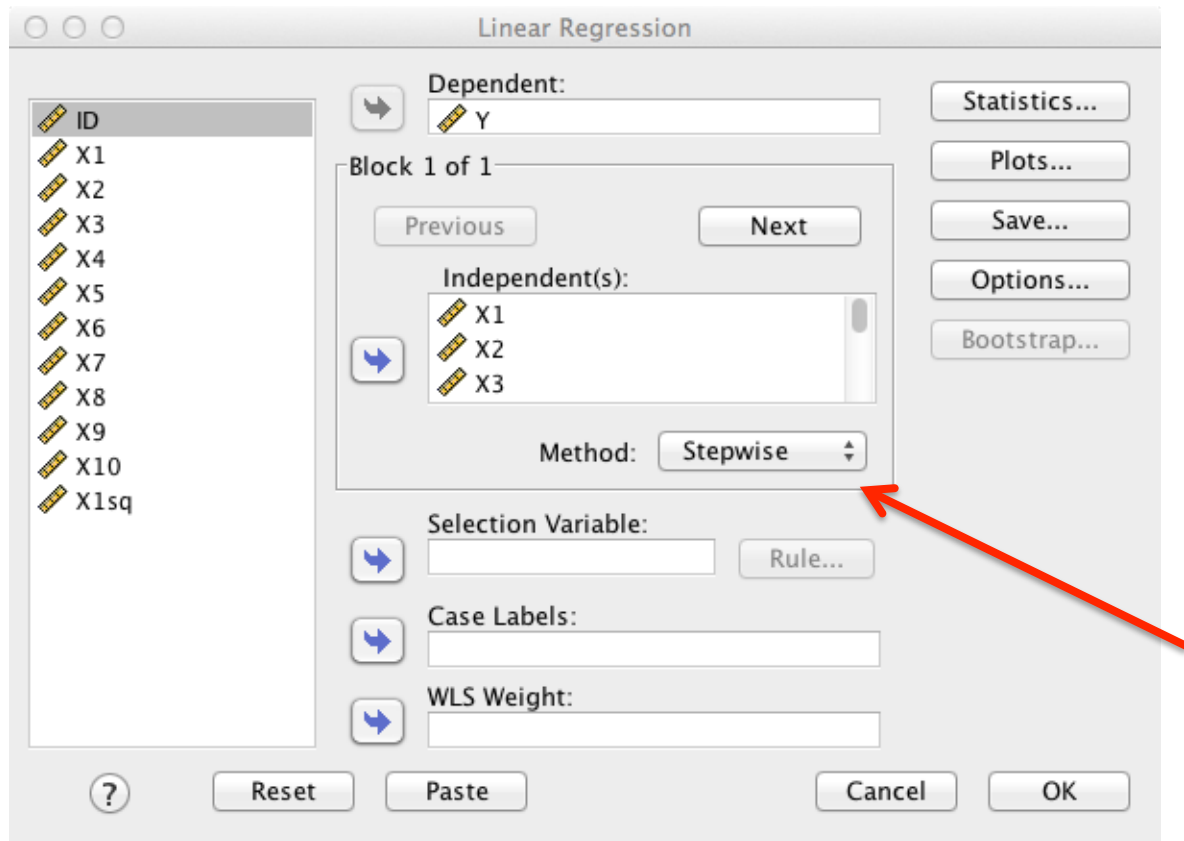 Linear Regression
ID
X1
X2
X3
X4
X5
X6
X7
X8
X9
X10
X1sq
Dependent:
Y
Block 1 of 1
Previous
Next
Independent(s):
X1
X2
X3
Method:
Stepwise
Selection Variable:
Rule...
Case Labels:
WLS Weight:
Statistics...
Plots...
Save...
Options...
Bootstrap...
?
Reset
Paste
Cancel
OK